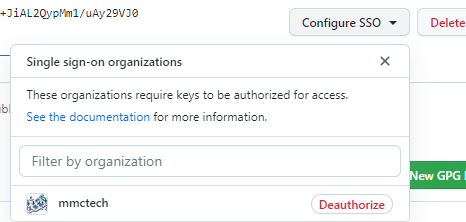 +JiAL2QypMm1/uAy29VJ0
Configure SSO
Delete
Single sign-on organizations
These organizations require keys to be authorized for access.
See the documentation for more information.
Filter by organization
New GPG
mmctech
Deauthorize